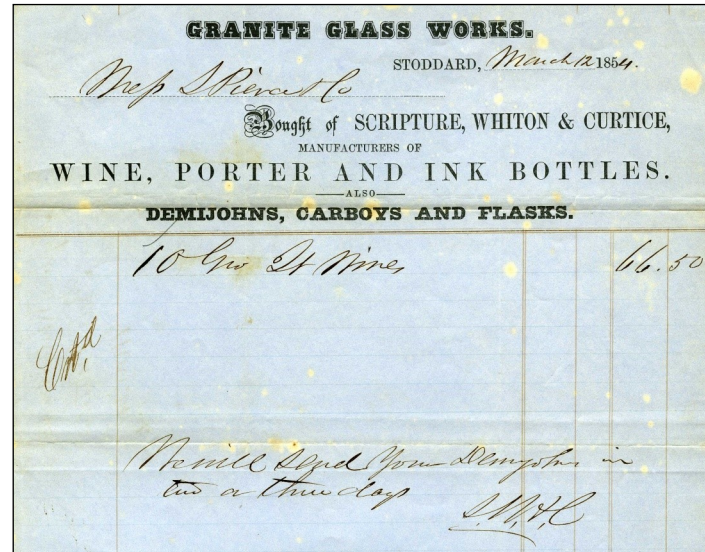 GRANITE GLASS WORKS.
STODDARD, March 12 1854.
Mess S Pierce & Co
Bought of SCRIPTURE, WHITON & CURTICE,
MANUFACTURERS OF
WINE, PORTER AND INK BOTTLES.
ALSO
DEMIJOHNS, CARBOYS AND FLASKS.
10 Gro Qt Wines 66.50
We will send your Demijohns in
two or three days
S. W. & C